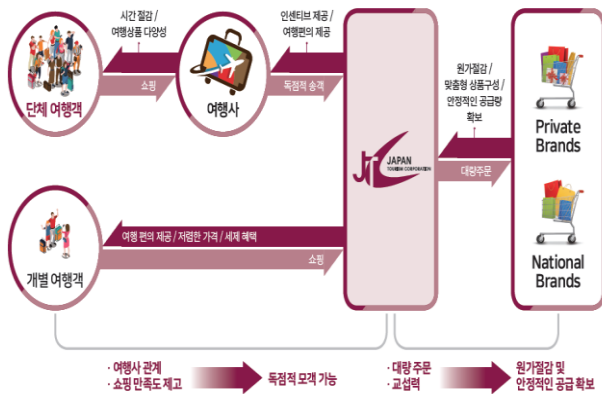 시간 절감 /
여행상품 다양성
쇼핑
단체 여행객
여행사
인센티브 제공 /
여행편의 제공
독점적 송객
JTC
JAPAN
TOURISM CORPORATION
원가절감 /
맞춤형 상품구성 /
안정적인 공급량
확보
대량주문
Private
Brands
National
Brands
여행 편의 제공 / 저렴한 가격 / 세제 혜택
쇼핑
개별 여행객
· 여행사 관계
· 쇼핑 만족도 제고
독점적 모객 가능
· 대량 주문
· 교섭력
원가절감 및
안정적인 공급 확보